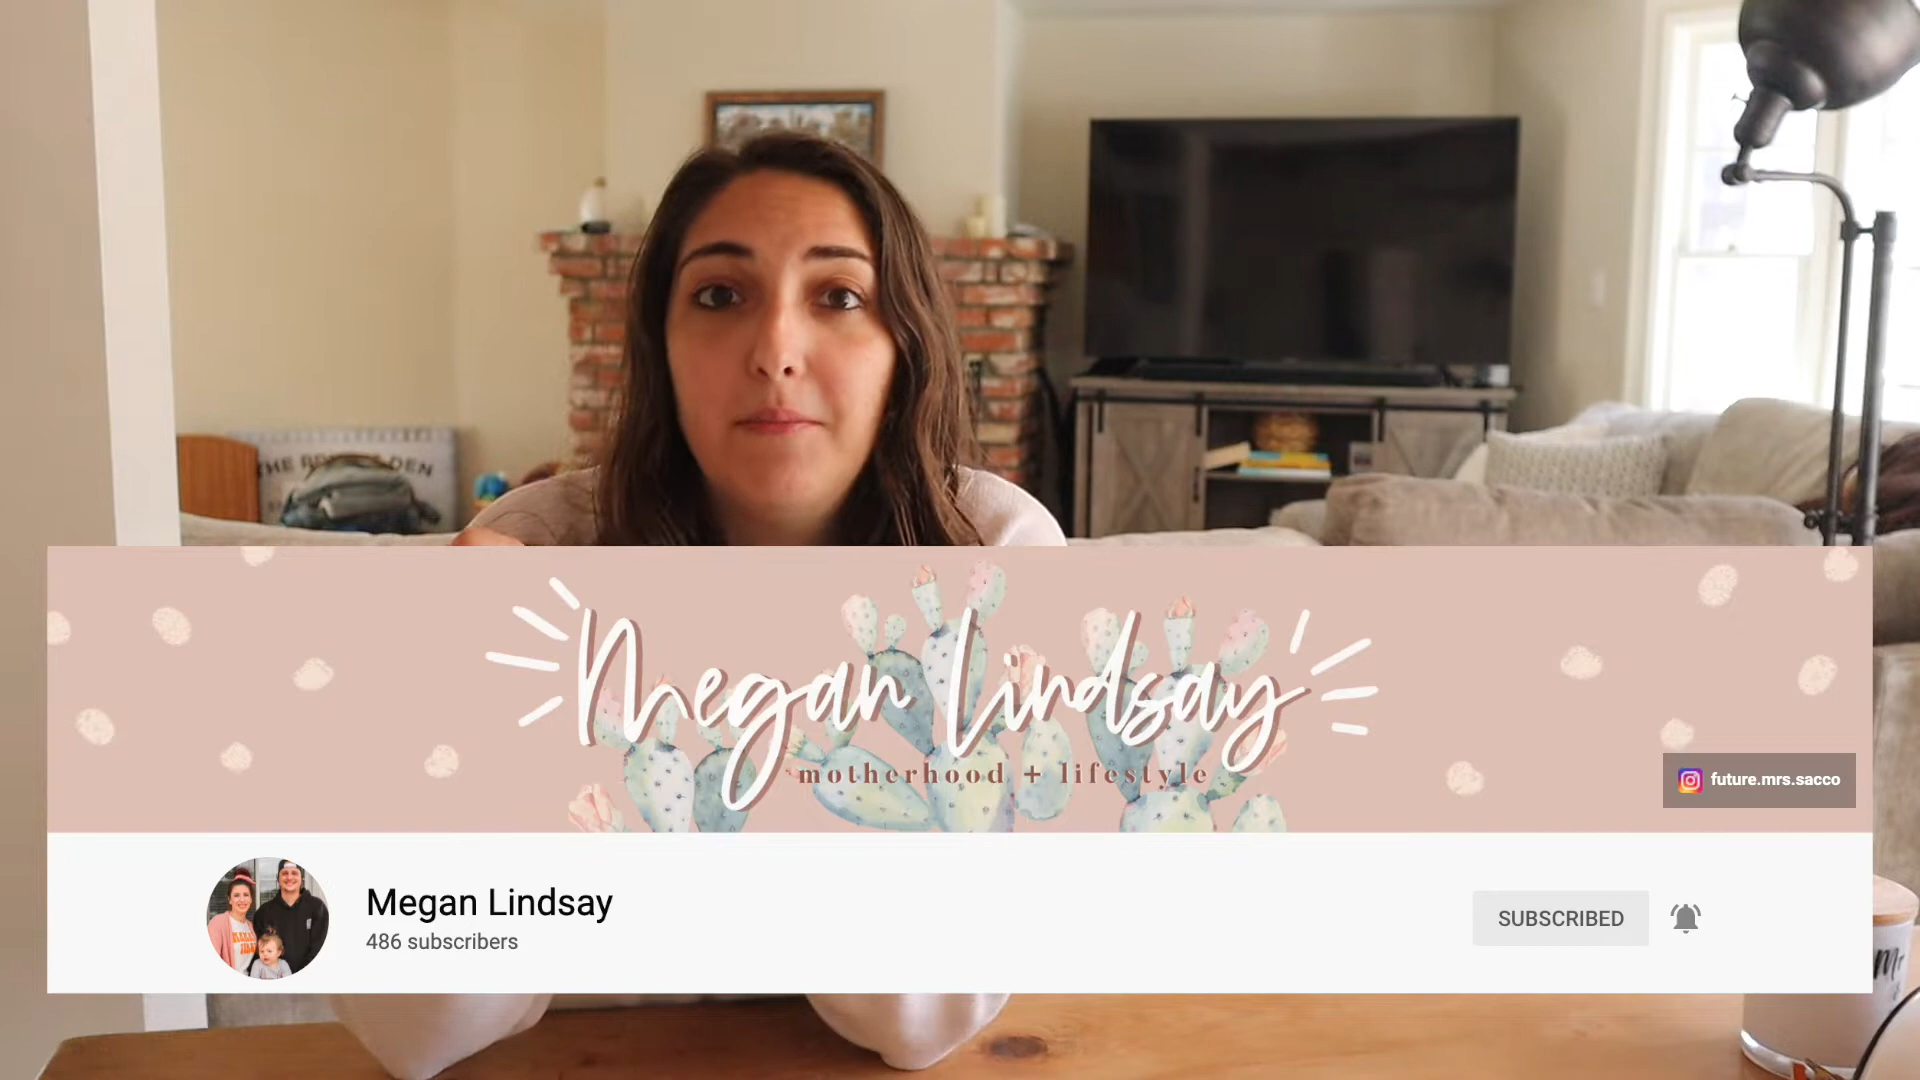 Megan Lindsay
motherhood + lifestyle
future.mrs.sacco
Megan Lindsay
486 subscribers
SUBSCRIBED